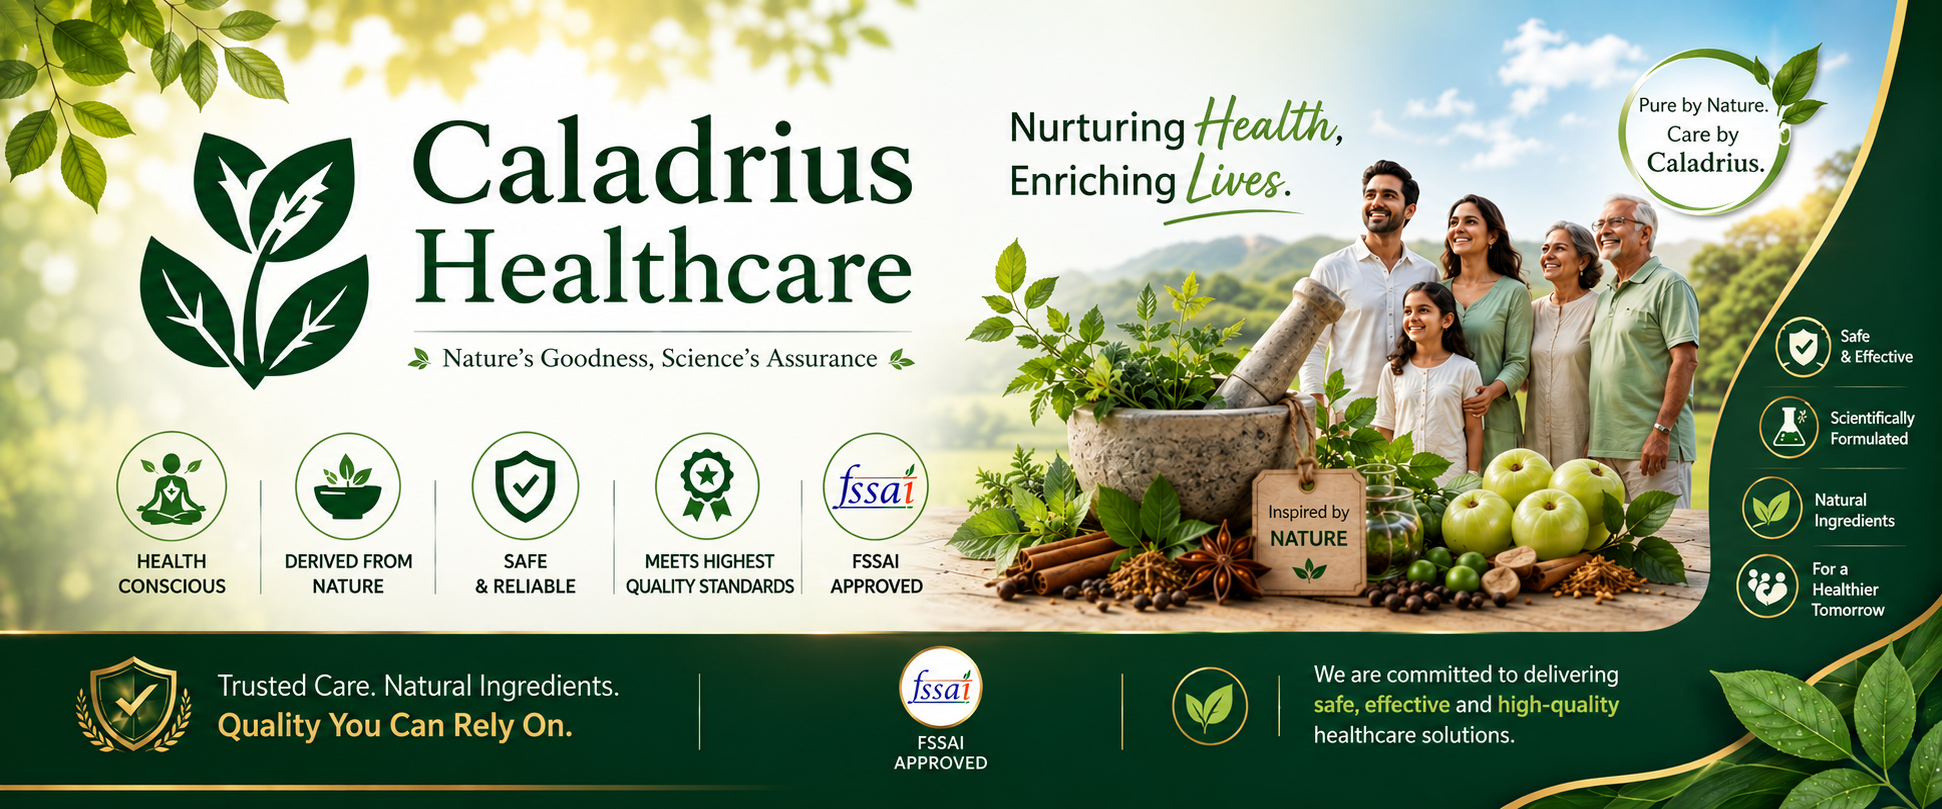 Caladrius
Healthcare
Nature's Goodness, Science's Assurance
HEALTH
CONSCIOUS
DERIVED FROM
NATURE
SAFE
& RELIABLE
MEETS HIGHEST
QUALITY STANDARDS
fssai
FSSAI
APPROVED
Nurturing Health,
Enriching Lives.
Pure by Nature.
Care by
Caladrius.
Inspired by
NATURE
Safe
& Effective
Scientifically
Formulated
Natural
Ingredients
For a
Healthier
Tomorrow
Trusted Care. Natural Ingredients.
Quality You Can Rely On.
fssai
FSSAI
APPROVED
We are committed to delivering
safe, effective and high-quality
healthcare solutions.